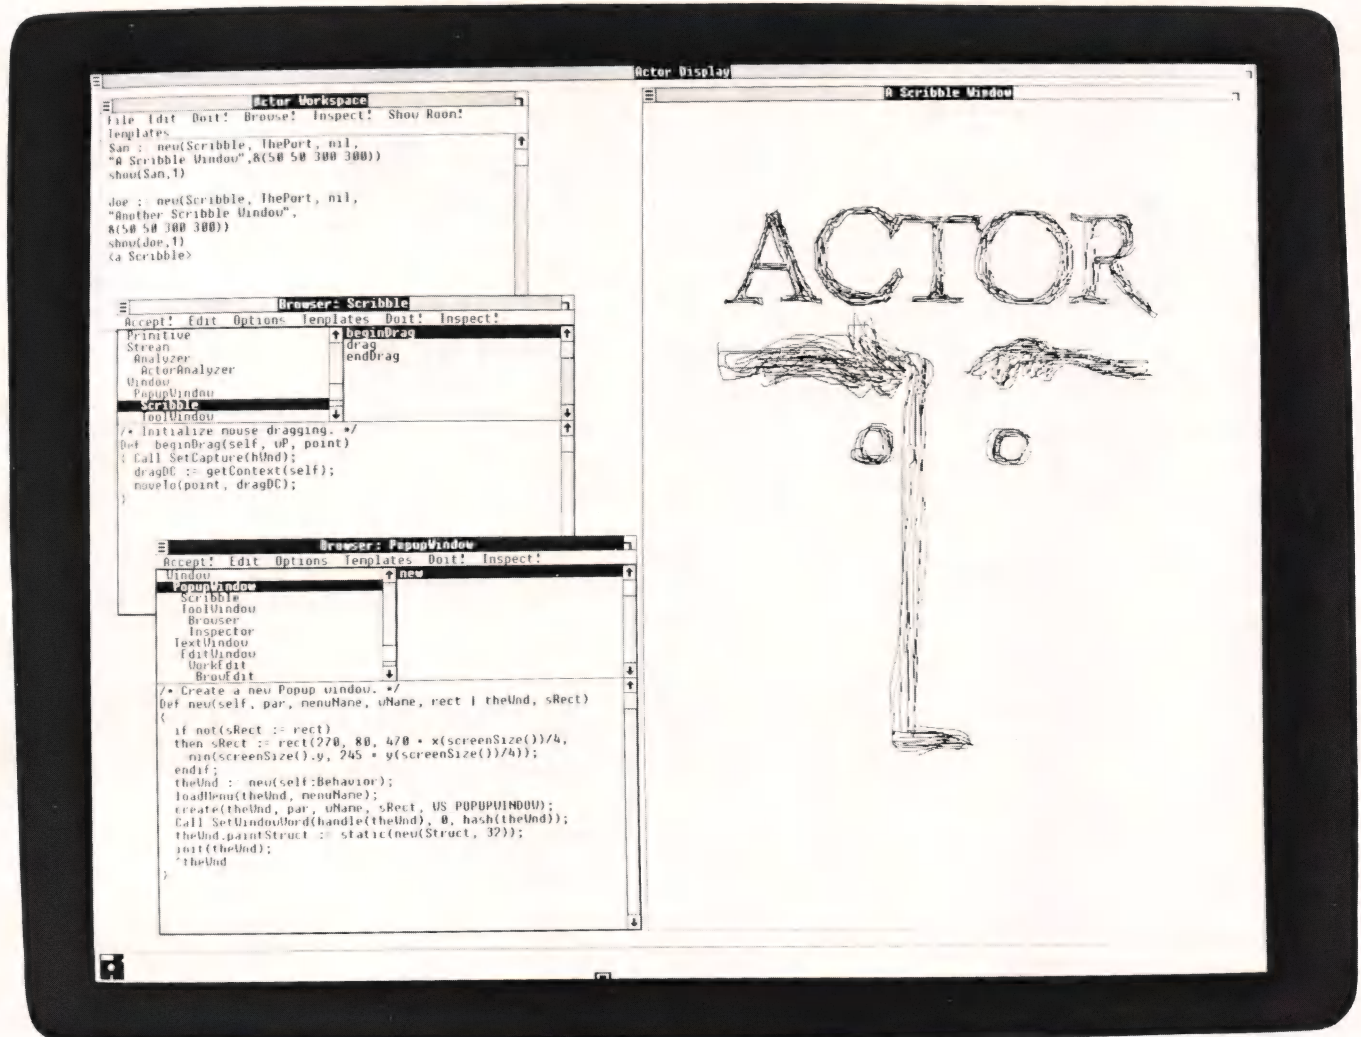 Actor Display
Actor Workspace
File Edit Doit! Browse! Inspect! Show Room!
Templates
Sam := new(Scribble, ThePort, nil,
"A Scribble Window",&(50 50 300 300))
show(Sam,1)
Joe := new(Scribble, ThePort, nil,
"Another Scribble Window",
&(50 50 300 300))
show(Joe,1)
<a Scribble>
Browser: Scribble
Accept! Edit Options Templates Doit! Inspect!
Primitive
Stream
Analyzer
ActorAnalyzer
Window
PopupWindow
Scribble
ToolWindow
beginDrag
drag
endDrag
/* Initialize mouse dragging. */
Def beginDrag(self, wP, point)
{ Call SetCapture(hWnd);
dragDC := getContext(self);
moveTo(point, dragDC);
}
Browser: PopupWindow
Accept! Edit Options Templates Doit! Inspect!
Window
PopupWindow
Scribble
ToolWindow
Browser
Inspector
TextWindow
EditWindow
WorkEdit
BrowEdit
new
/* Create a new Popup window. */
Def new(self, par, menuName, wName, rect | theWnd, sRect)
{
if not(sRect := rect)
then sRect := rect(270, 80, 470 * x(screenSize())/4,
min(screenSize().y, 245 * y(screenSize())/4));
endif;
theWnd := new(self:Behavior);
loadMenu(theWnd, menuName);
create(theWnd, par, wName, sRect, WS_POPUPWINDOW);
Call SetWindowWord(handle(theWnd), 0, hash(theWnd));
theWnd.paintStruct := static(new(Struct, 32));
init(theWnd);
^theWnd
}
A Scribble Window
ACTOR